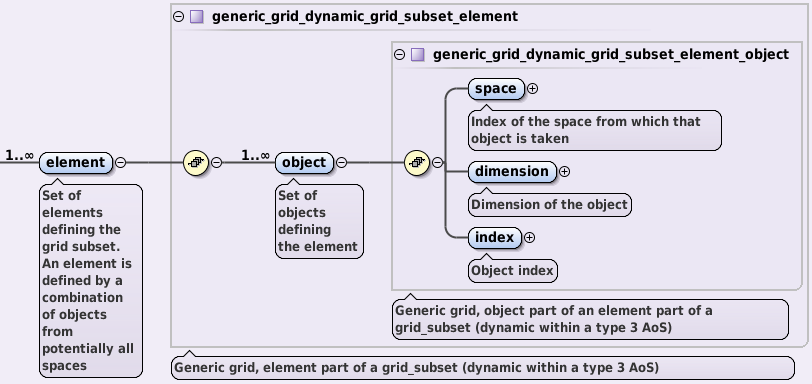 generic_grid_dynamic_grid_subset_element
generic_grid_dynamic_grid_subset_element_object
space
Index of the space from which that
object is taken
1..∞
element
1..∞
object
dimension
Set of
elements
defining the
grid subset.
An element is
defined by a
combination
of objects
from
potentially all
spaces
Set of
objects
defining
the element
Dimension of the object
index
Object index
Generic grid, object part of an element part of a
grid_subset (dynamic within a type 3 AoS)
Generic grid, element part of a grid_subset (dynamic within a type 3 AoS)